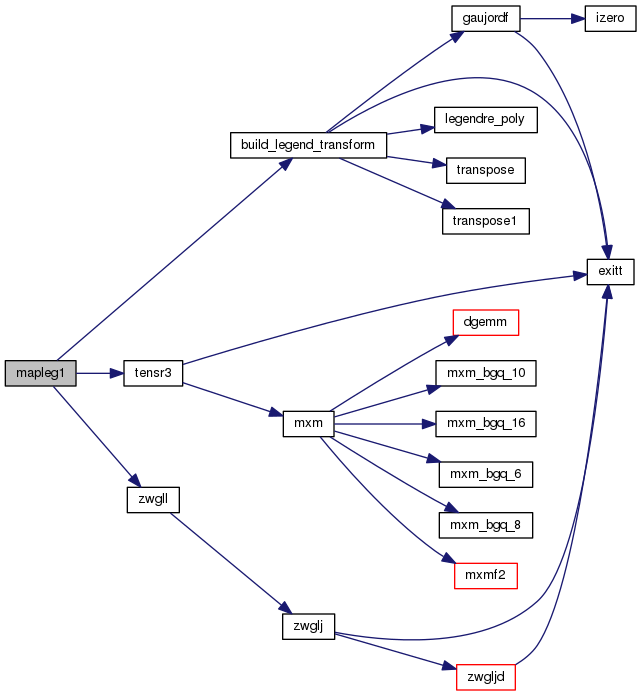 gaujordf
izero
legendre_poly
build_legend_transform
transpose
transpose1
exitt
dgemm
mapleg1
tensr3
mxm_bgq_10
mxm
mxm_bgq_16
mxm_bgq_6
zwgll
mxm_bgq_8
mxmf2
zwglj
zwgljd